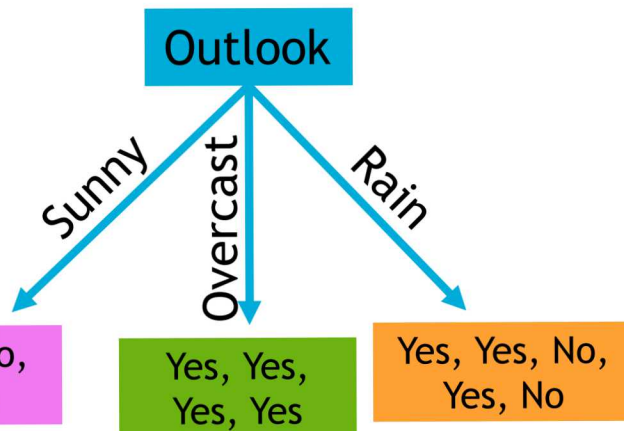 Outlook
Sunny
Overcast
Rain
Yes, Yes,
Yes, Yes
Yes, Yes, No,
Yes, No